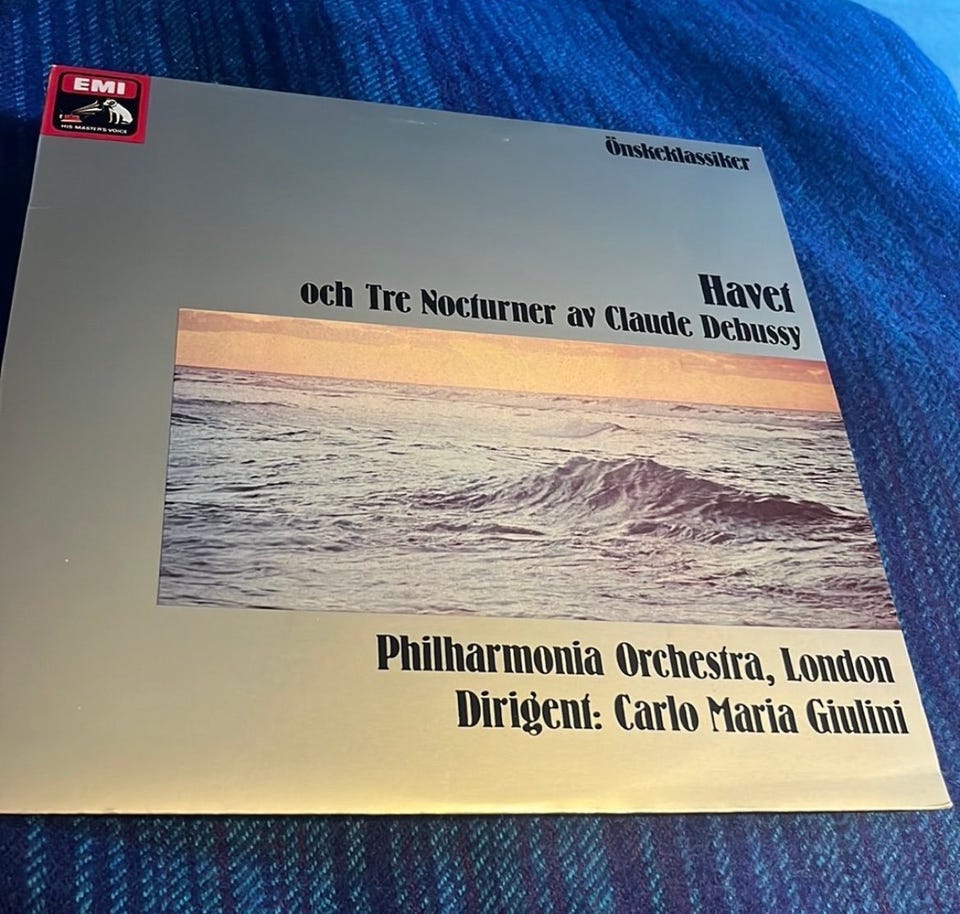 EMI
HIS MASTER'S VOICE
Önskeklassiker
Havet
och Tre Nocturner av Claude Debussy
Philharmonia Orchestra, London
Dirigent: Carlo Maria Giulini